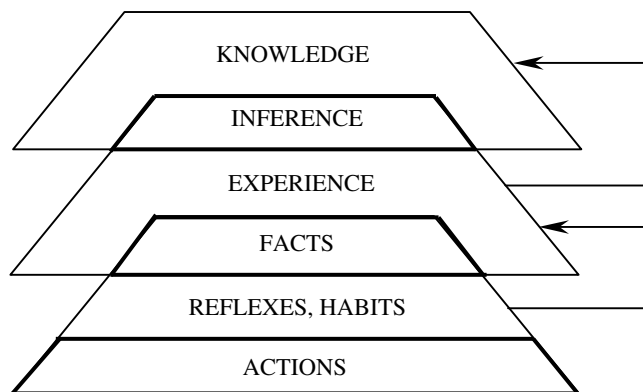 KNOWLEDGE
INFERENCE
EXPERIENCE
FACTS
REFLEXES, HABITS
ACTIONS